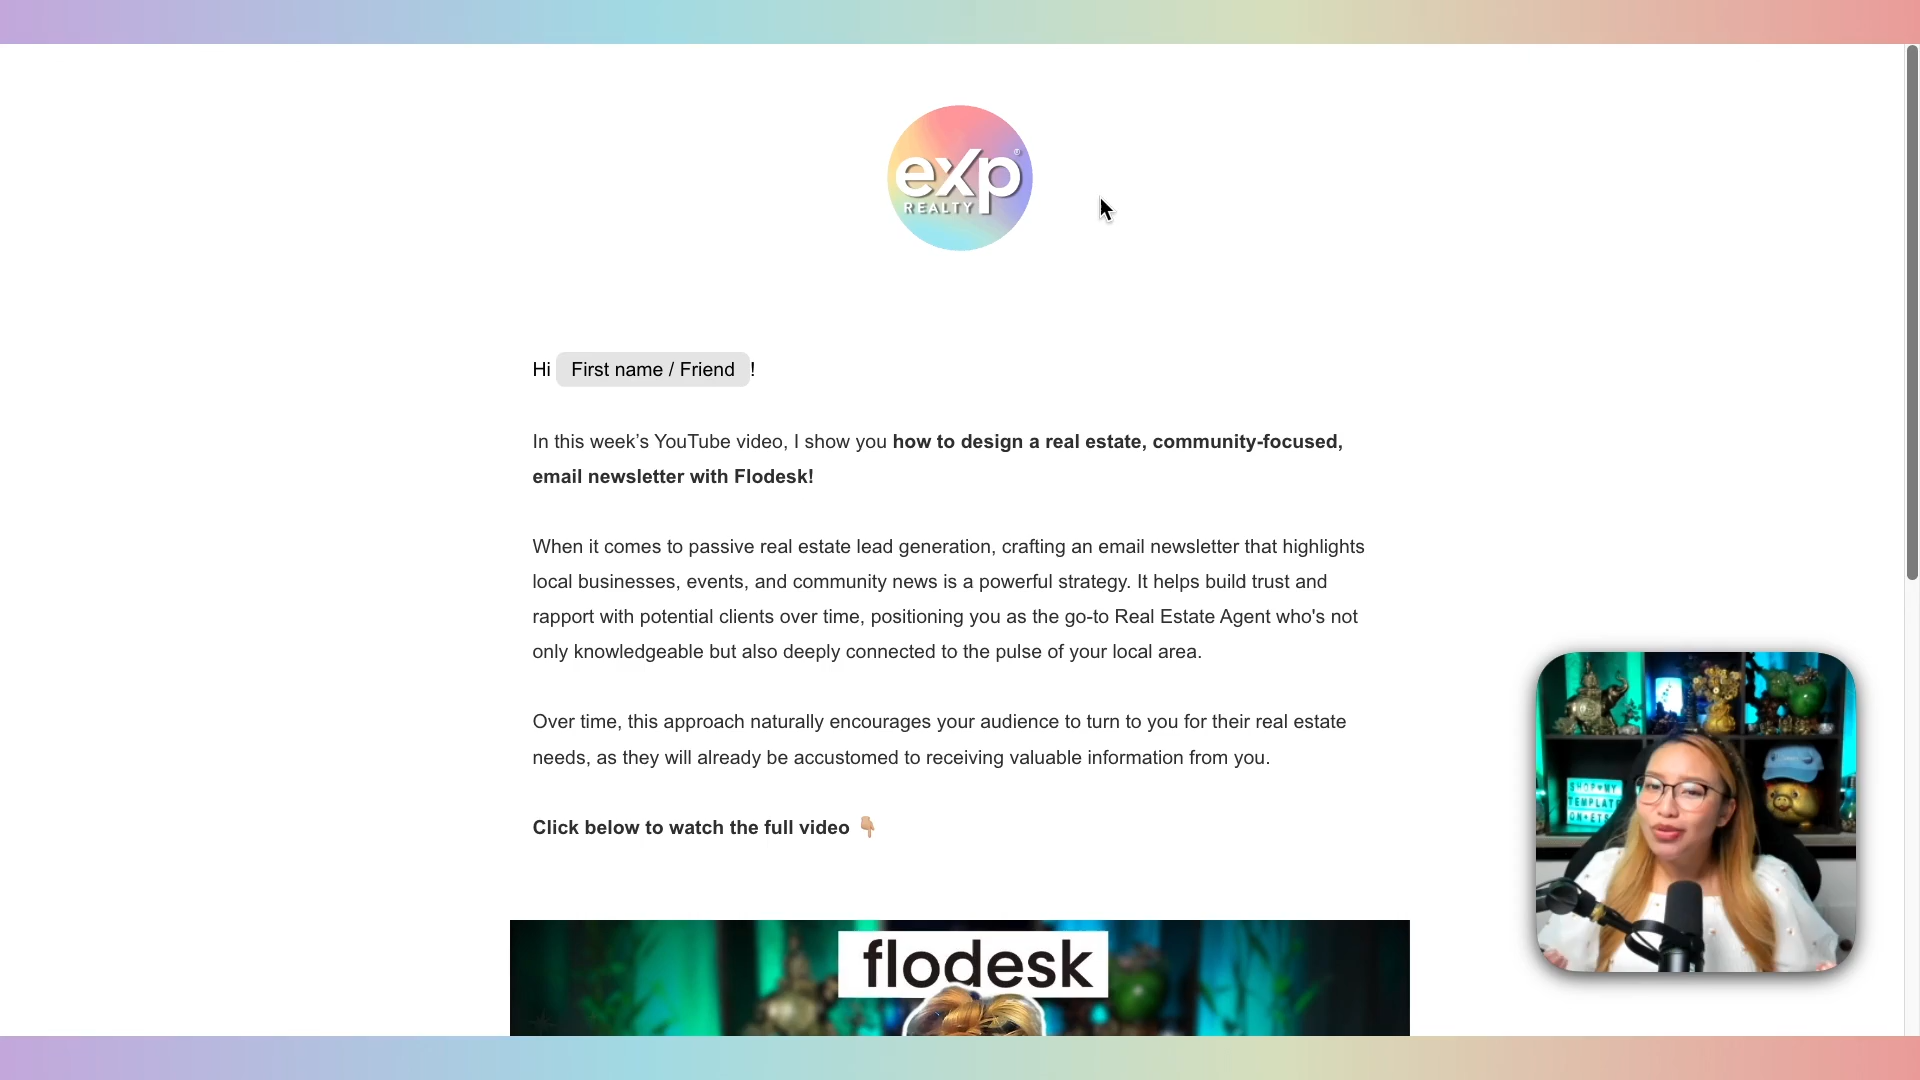 eXp®
REALTY
Hi First name / Friend !
In this week’s YouTube video, I show you how to design a real estate, community-focused,
email newsletter with Flodesk!
When it comes to passive real estate lead generation, crafting an email newsletter that highlights
local businesses, events, and community news is a powerful strategy. It helps build trust and
rapport with potential clients over time, positioning you as the go-to Real Estate Agent who's not
only knowledgeable but also deeply connected to the pulse of your local area.
Over time, this approach naturally encourages your audience to turn to you for their real estate
needs, as they will already be accustomed to receiving valuable information from you.
Click below to watch the full video 👇🏼
flodesk
SHOP♥MY
TEMPLAT
ON♥ETS